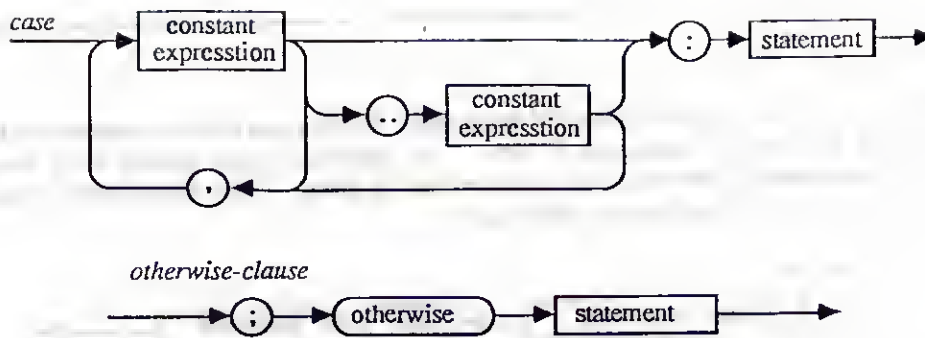 case
constant
expresstion
:
statement
..
constant
expresstion
,
otherwise-clause
;
otherwise
statement